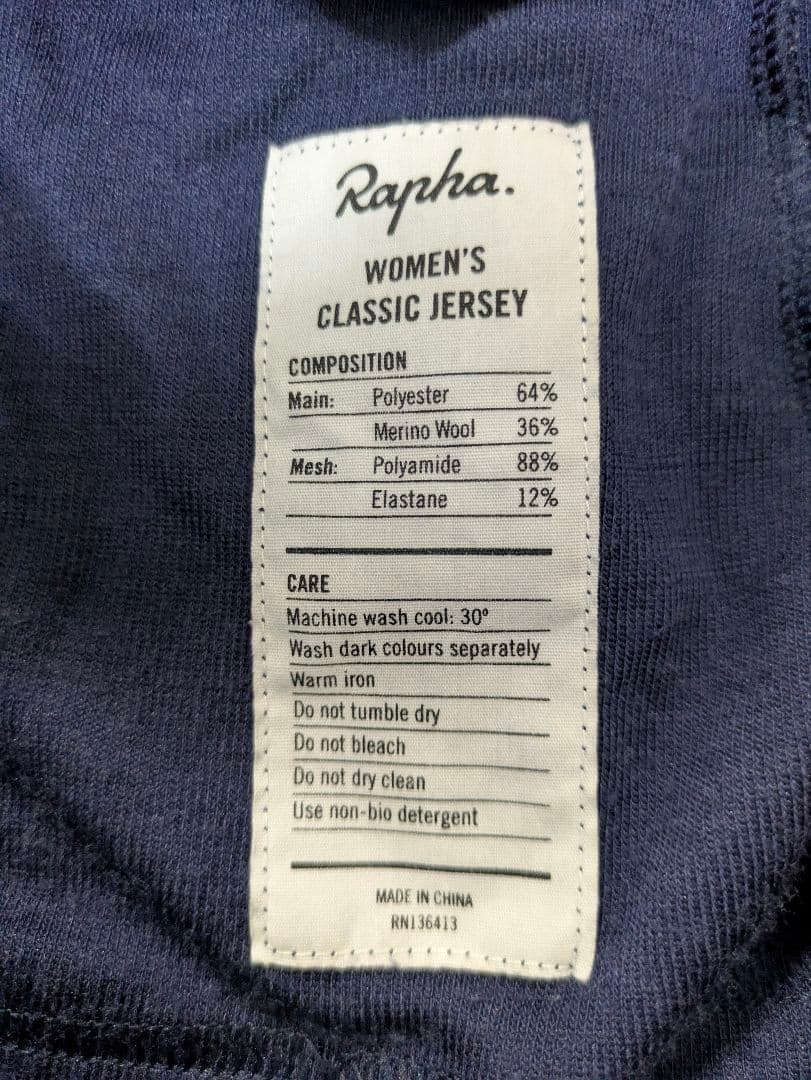 Rapha.
WOMEN'S
CLASSIC JERSEY
COMPOSITION
Main: Polyester 64%
Merino Wool 36%
Mesh: Polyamide 88%
Elastane 12%
CARE
Machine wash cool: 30°
Wash dark colours separately
Warm iron
Do not tumble dry
Do not bleach
Do not dry clean
Use non-bio detergent
MADE IN CHINA
RN136413